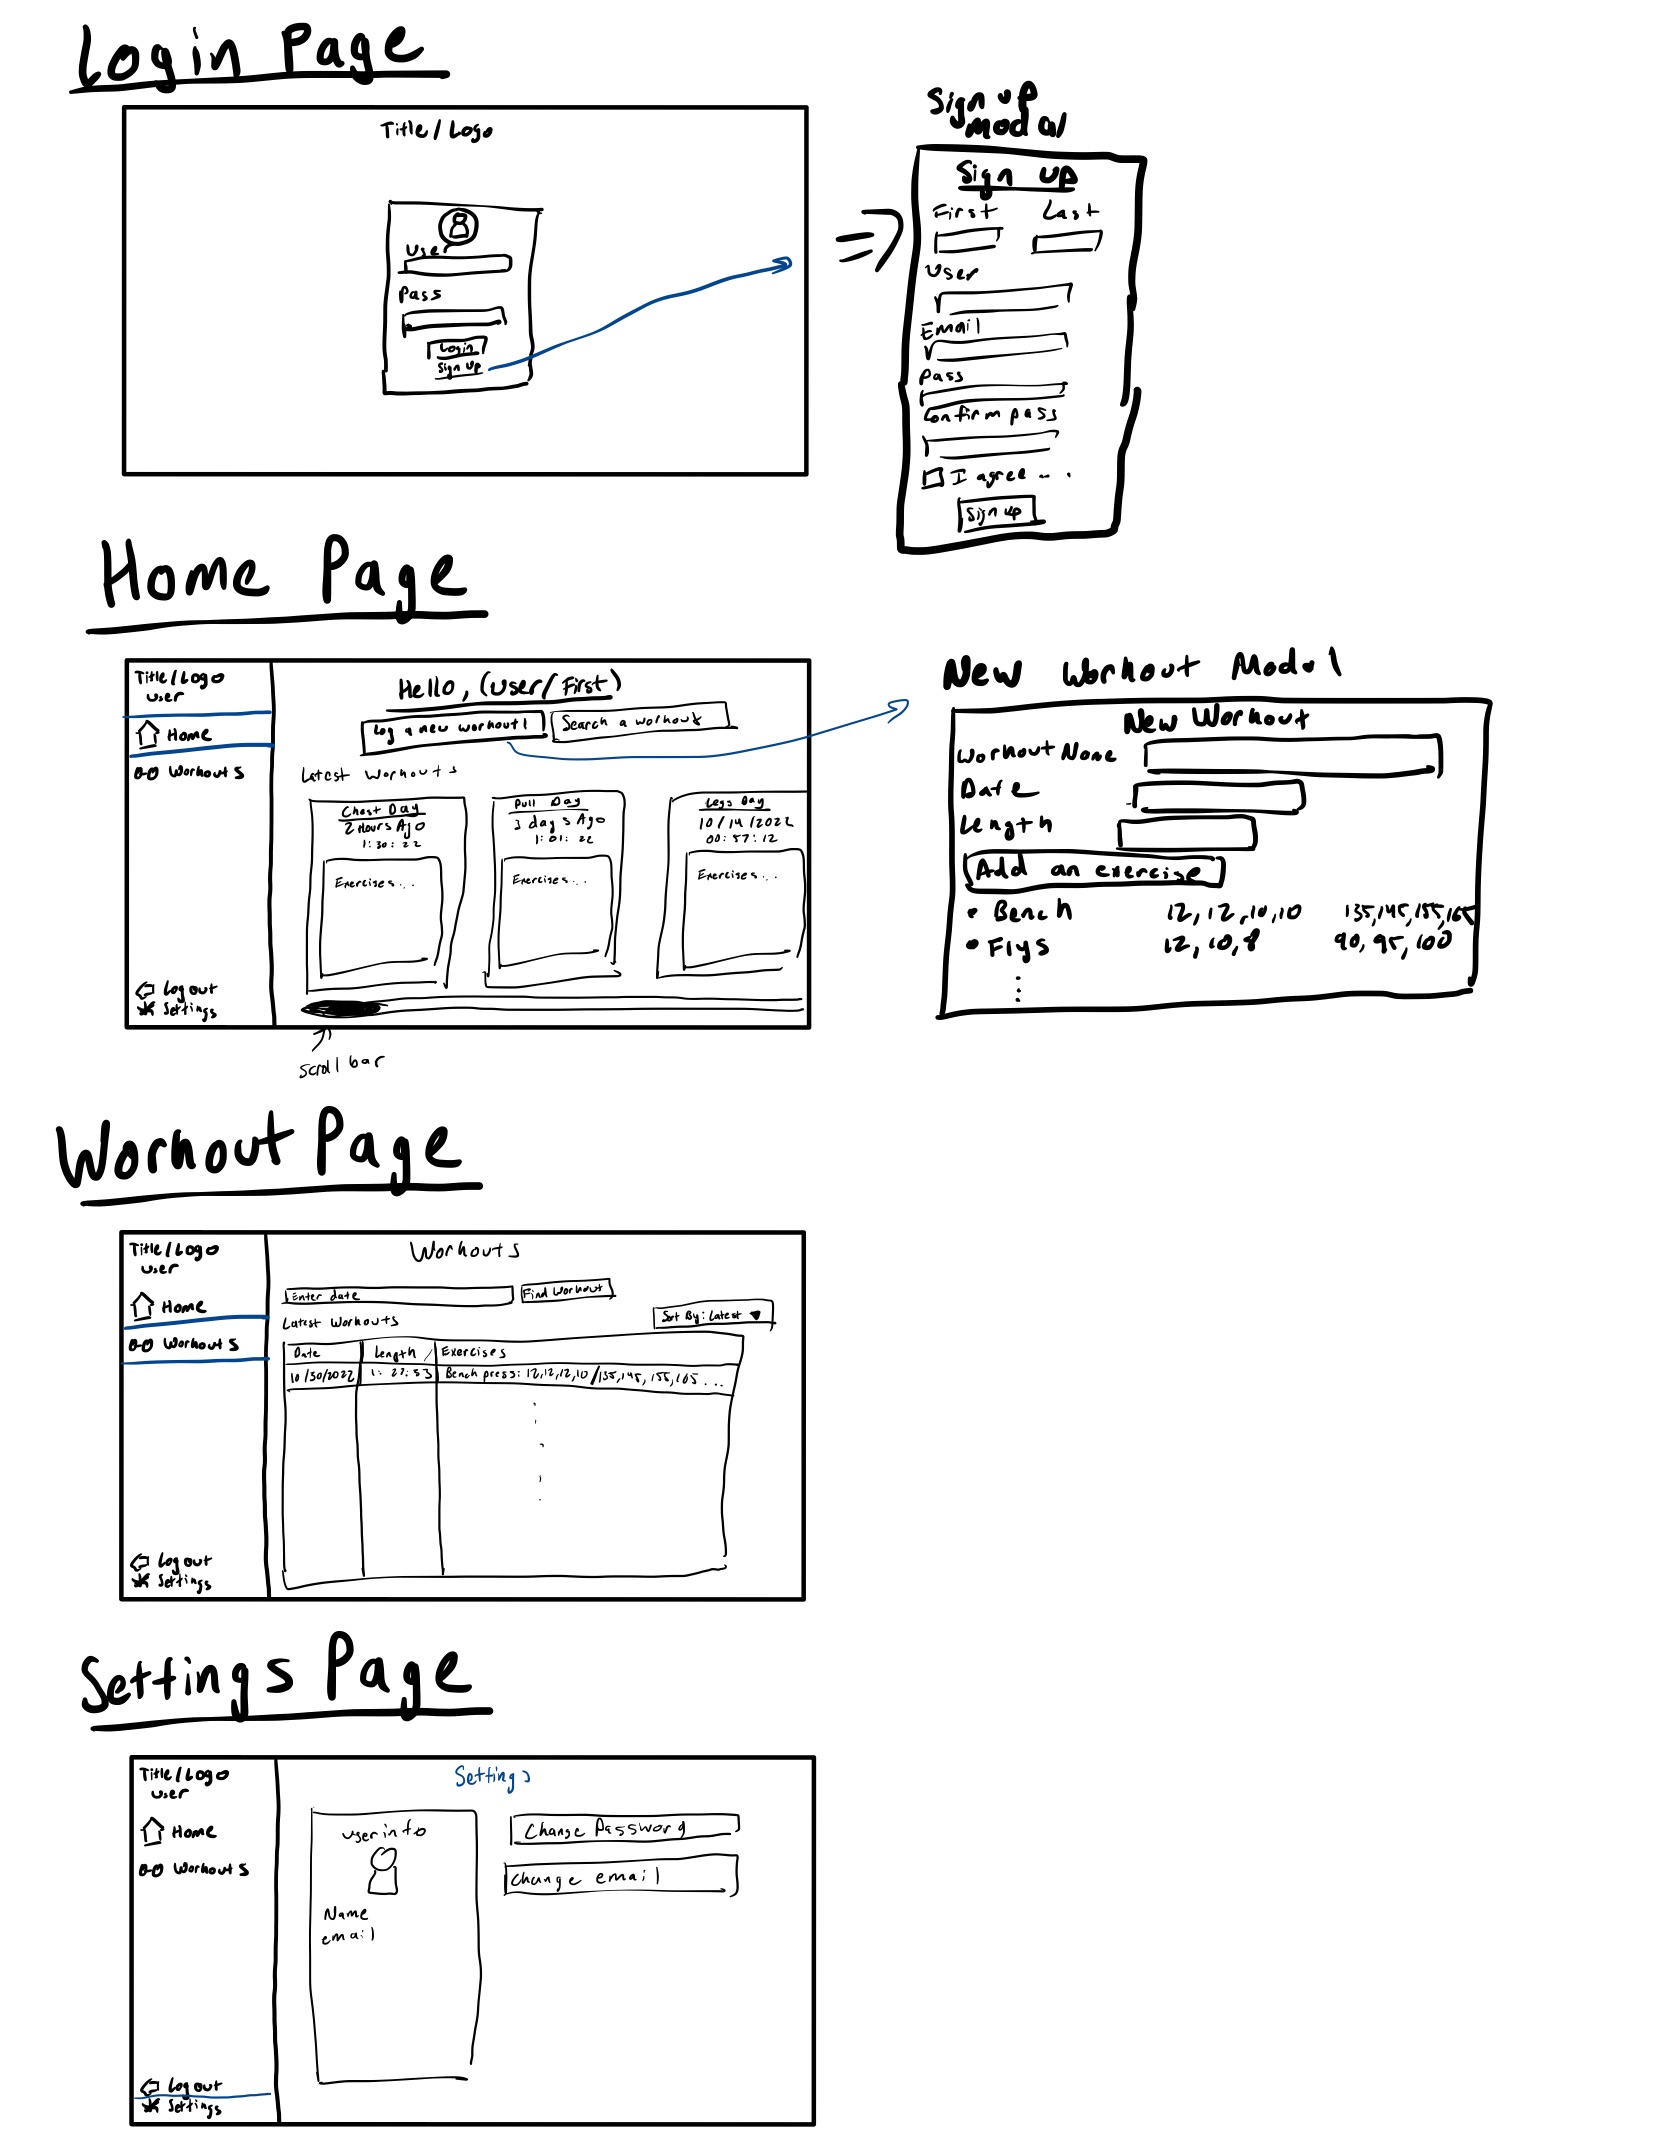 Login Page
Title/Logo
User
Pass
Login
Sign up
Sign up
modal
Sign up
First Last
User
Email
Pass
Confirm pass
I agree ...
Sign up
Home Page
Title/Logo
user
Home
Workouts
Logout
Settings
Hello, (user/First)
Log a new workout! Search a workout
Latest Workouts
Chest Day
2 Hours Ago
1:30:22
Exercises...
Pull Day
3 days Ago
1:01:22
Exercises...
Legs Day
10/14/2022
00:57:12
Exercises...
Scroll bar
New Workout Modal
New Workout
Workout Name
Date
Length
Add an exercise
• Bench 12,12,10,10 135,145,155,165
• Flys 12,10,8 90,95,100
Workout Page
Title/Logo
user
Home
Workouts
Logout
Settings
Workouts
Enter date Find Workout
Latest Workouts Sort By: Latest
Date Length Exercises
10/30/2022 1:27:53 Bench press: 12,12,12,10/135,145,155,165...
Settings Page
Title/Logo
user
Home
Workouts
Logout
Settings
Settings
user info
Name
email
Change Password
Change email